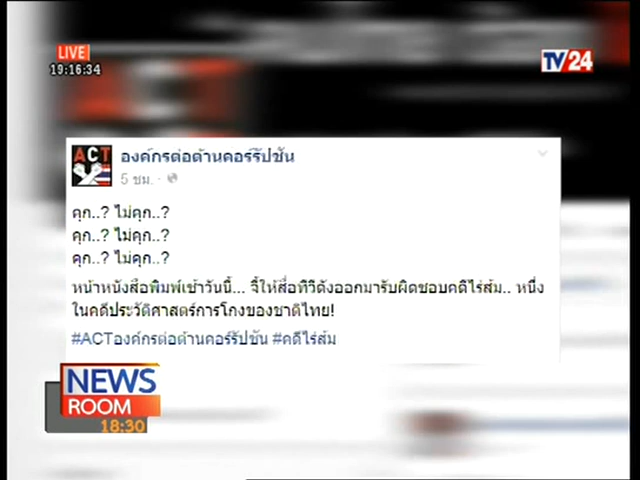 LIVE
19:16:34
TV24
ACT
องค์กรต่อต้านคอร์รัปชัน
5 ชม.
คุก..? ไม่คุก..?
คุก..? ไม่คุก..?
คุก..? ไม่คุก..?
หน้าหนังสือพิมพ์เช้าวันนี้... จี้ให้สื่อทีวีดังออกมารับผิดชอบคดีไร่ส้ม.. หนึ่ง
ในคดีประวัติศาสตร์การโกงของชาติไทย!
#ACTองค์กรต่อต้านคอร์รัปชัน #คดีไร่ส้ม
NEWS
ROOM
18:30